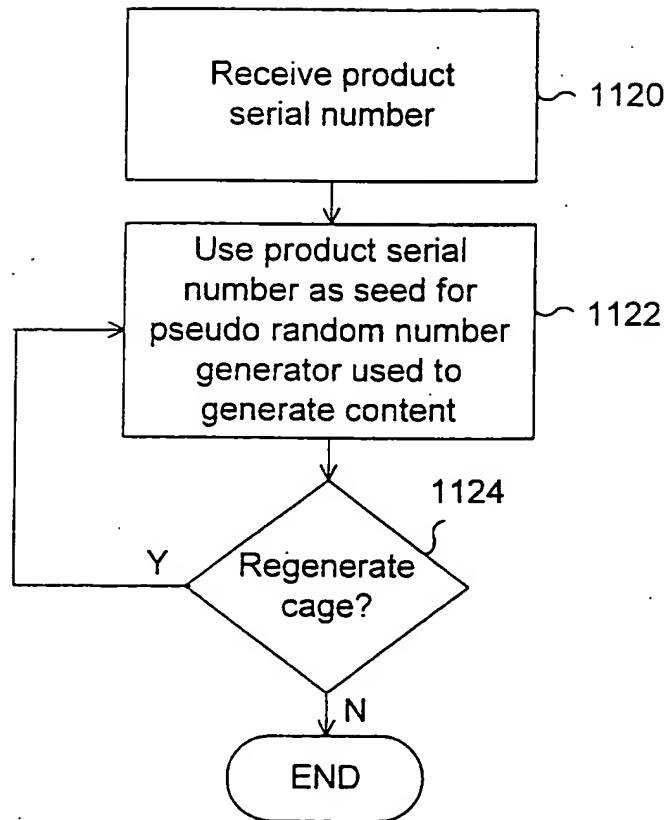 Receive product
serial number
1120
Use product serial
number as seed for
pseudo random number
generator used to
generate content
1122
1124
Y
Regenerate
cage?
N
END